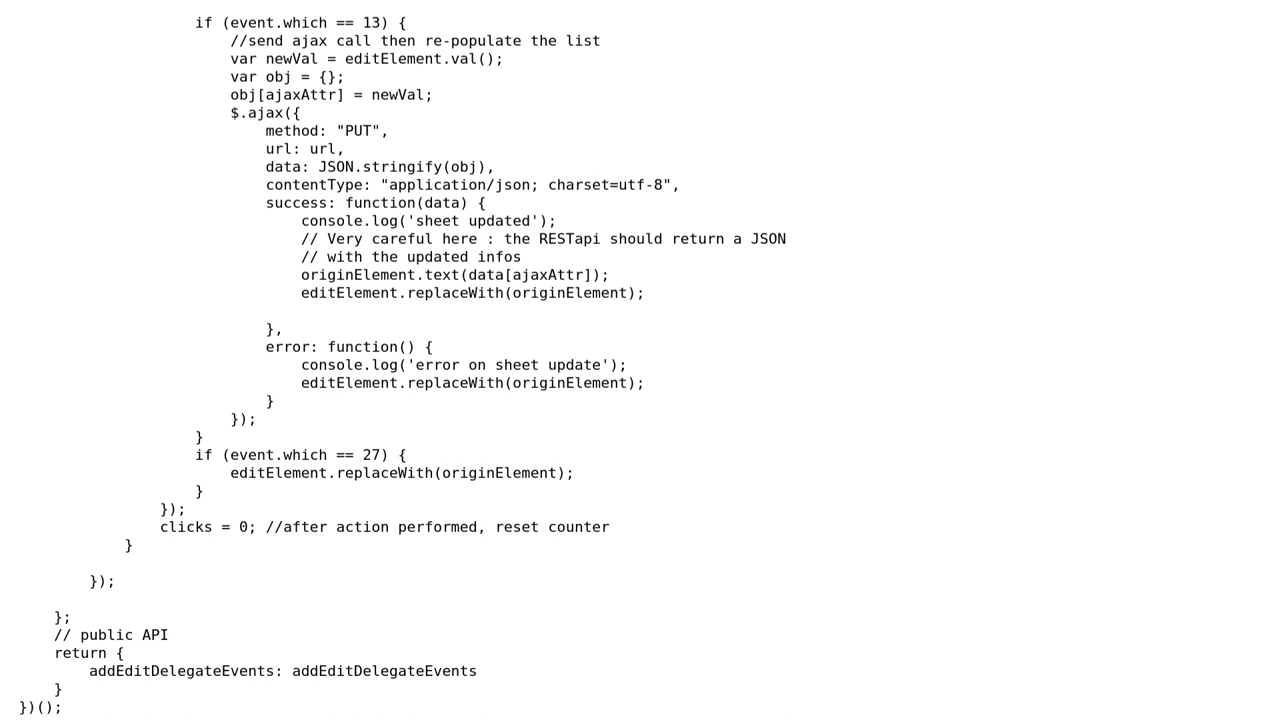 if (event.which == 13) {
//send ajax call then re-populate the list
var newVal = editElement.val();
var obj = {};
obj[ajaxAttr] = newVal;
$.ajax({
method: "PUT",
url: url,
data: JSON.stringify(obj),
contentType: "application/json; charset=utf-8",
success: function(data) {
console.log('sheet updated');
// Very careful here : the RESTapi should return a JSON
// with the updated infos
originElement.text(data[ajaxAttr]);
editElement.replaceWith(originElement);
},
error: function() {
console.log('error on sheet update');
editElement.replaceWith(originElement);
}
});
}
if (event.which == 27) {
editElement.replaceWith(originElement);
}
});
clicks = 0; //after action performed, reset counter
}
});
};
// public API
return {
addEditDelegateEvents: addEditDelegateEvents
}
})();